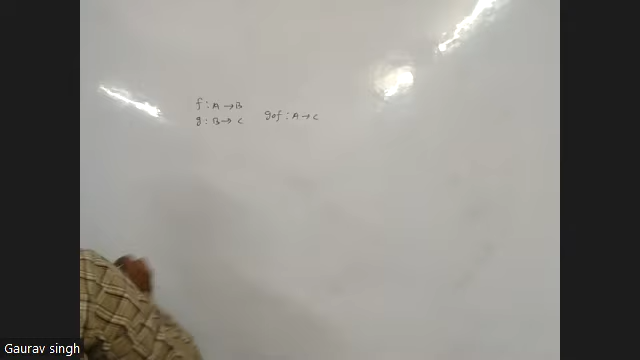 f : A → B
g : B → C    gof : A → C
Gaurav singh